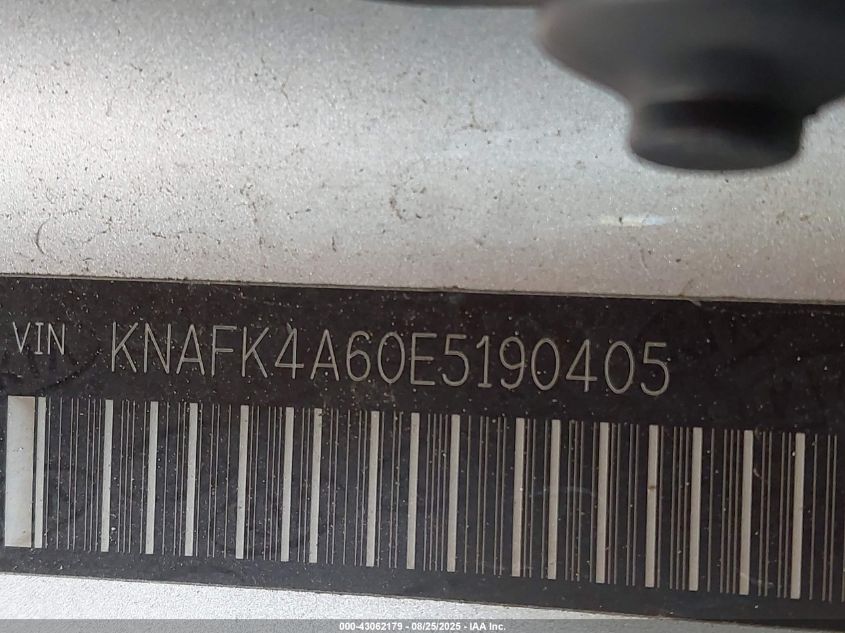 VIN KNAFK4A60E5190405
000-43062179 - 08/25/2025 - IAA Inc.